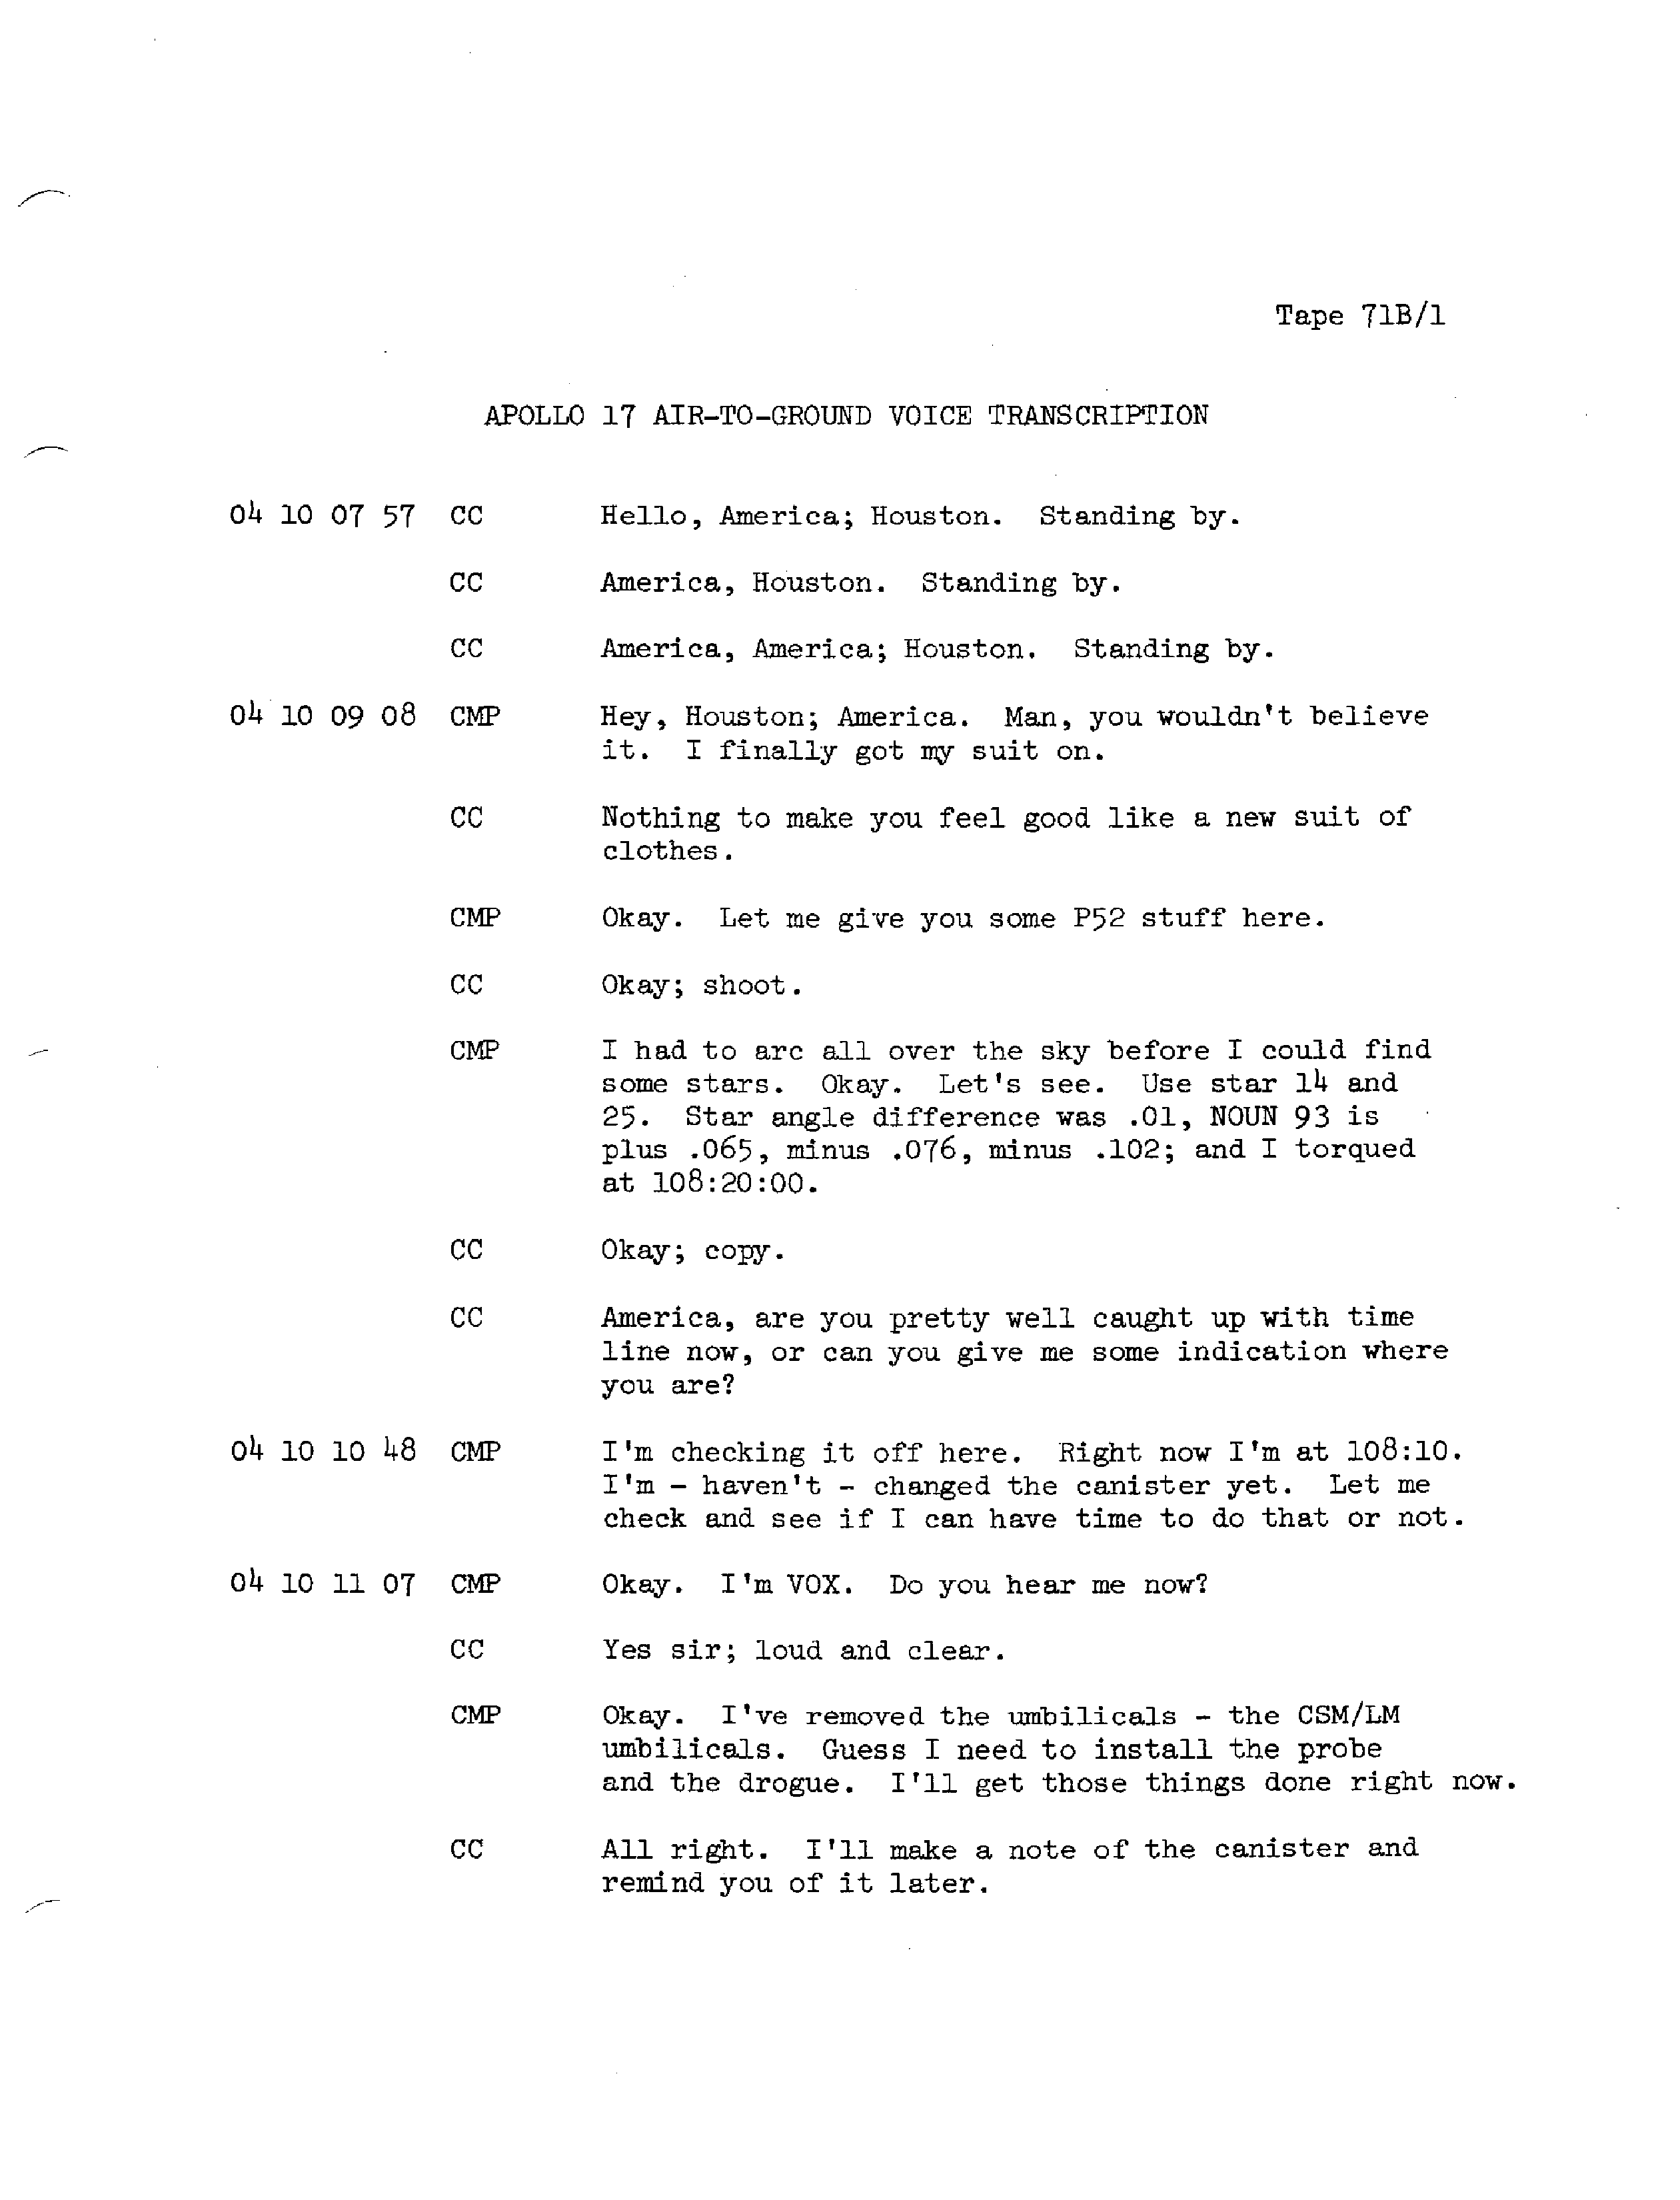 Tape 71B/1
APOLLO 17 AIR-TO-GROUND VOICE TRANSCRIPTION
04 10 07 57 CC Hello, America; Houston. Standing by.
CC America, Houston. Standing by.
CC America, America; Houston. Standing by.
04 10 09 08 CMP Hey, Houston; America. Man, you wouldn't believe
it. I finally got my suit on.
CC Nothing to make you feel good like a new suit of
clothes.
CMP Okay. Let me give you some P52 stuff here.
CC Okay; shoot.
CMP I had to arc all over the sky before I could find
some stars. Okay. Let's see. Use star 14 and
25. Star angle difference was .01, NOUN 93 is
plus .065, minus .076, minus .102; and I torqued
at 108:20:00.
CC Okay; copy.
CC America, are you pretty well caught up with time
line now, or can you give me some indication where
you are?
04 10 10 48 CMP I'm checking it off here. Right now I'm at 108:10.
I'm - haven't - changed the canister yet. Let me
check and see if I can have time to do that or not.
04 10 11 07 CMP Okay. I'm VOX. Do you hear me now?
CC Yes sir; loud and clear.
CMP Okay. I've removed the umbilicals - the CSM/LM
umbilicals. Guess I need to install the probe
and the drogue. I'll get those things done right now.
CC All right. I'll make a note of the canister and
remind you of it later.